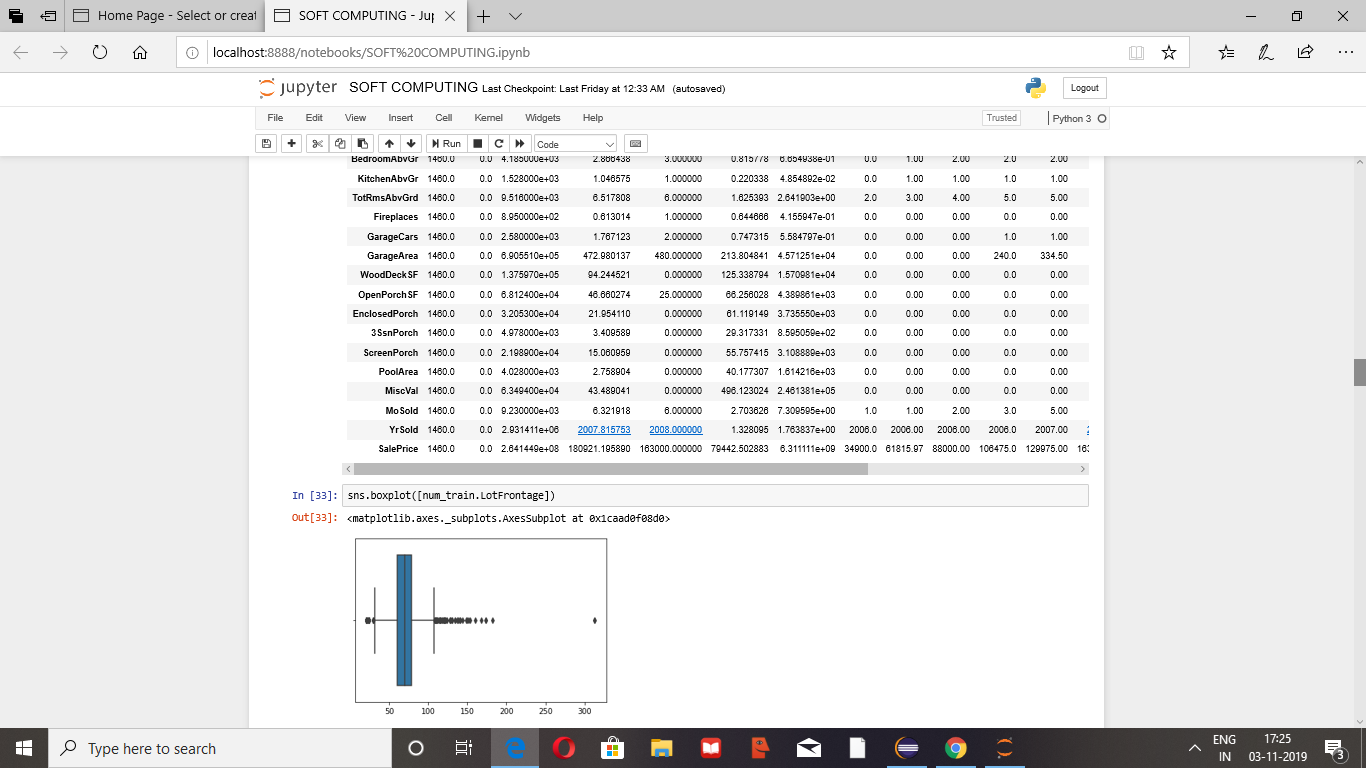 Home Page - Select or creat
SOFT COMPUTING - Jup
localhost:8888/notebooks/SOFT%20COMPUTING.ipynb
jupyter SOFT COMPUTING Last Checkpoint: Last Friday at 12:33 AM (autosaved)
Logout
File Edit View Insert Cell Kernel Widgets Help
Trusted
Python 3
Run
Code
BedroomAbvGr 1460.0 0.0 4.185000e+03 2.866438 3.000000 0.815778 6.654938e-01 0.0 1.00 2.00 2.0 2.00
KitchenAbvGr 1460.0 0.0 1.528000e+03 1.046575 1.000000 0.220338 4.854892e-02 0.0 1.00 1.00 1.0 1.00
TotRmsAbvGrd 1460.0 0.0 9.516000e+03 6.517808 6.000000 1.625393 2.641903e+00 2.0 3.00 4.00 5.0 5.00
Fireplaces 1460.0 0.0 8.950000e+02 0.613014 1.000000 0.644666 4.155947e-01 0.0 0.00 0.00 0.0 0.00
GarageCars 1460.0 0.0 2.580000e+03 1.767123 2.000000 0.747315 5.584797e-01 0.0 0.00 0.00 1.0 1.00
GarageArea 1460.0 0.0 6.905510e+05 472.980137 480.000000 213.804841 4.571251e+04 0.0 0.00 0.00 240.0 334.50
WoodDeckSF 1460.0 0.0 1.375970e+05 94.244521 0.000000 125.338794 1.570981e+04 0.0 0.00 0.00 0.0 0.00
OpenPorchSF 1460.0 0.0 6.812400e+04 46.660274 25.000000 66.256028 4.389861e+03 0.0 0.00 0.00 0.0 0.00
EnclosedPorch 1460.0 0.0 3.205300e+04 21.954110 0.000000 61.119149 3.735550e+03 0.0 0.00 0.00 0.0 0.00
3SsnPorch 1460.0 0.0 4.978000e+03 3.409589 0.000000 29.317331 8.595059e+02 0.0 0.00 0.00 0.0 0.00
ScreenPorch 1460.0 0.0 2.198900e+04 15.060959 0.000000 55.757415 3.108889e+03 0.0 0.00 0.00 0.0 0.00
PoolArea 1460.0 0.0 4.028000e+03 2.758904 0.000000 40.177307 1.614216e+03 0.0 0.00 0.00 0.0 0.00
MiscVal 1460.0 0.0 6.349400e+04 43.489041 0.000000 496.123024 2.461381e+05 0.0 0.00 0.00 0.0 0.00
MoSold 1460.0 0.0 9.230000e+03 6.321918 6.000000 2.703626 7.309595e+00 1.0 1.00 2.00 3.0 5.00
YrSold 1460.0 0.0 2.931411e+06 2007.815753 2008.000000 1.328095 1.763837e+00 2006.0 2006.00 2006.00 2006.0 2007.00
SalePrice 1460.0 0.0 2.641449e+08 180921.195890 163000.000000 79442.502883 6.311111e+09 34900.0 61815.97 88000.00 106475.0 129975.00 163
In [33]: sns.boxplot([num_train.LotFrontage])
Out[33]: <matplotlib.axes._subplots.AxesSubplot at 0x1caad0f08d0>
50 100 150 200 250 300
Type here to search
ENG
IN
17:25
03-11-2019
3